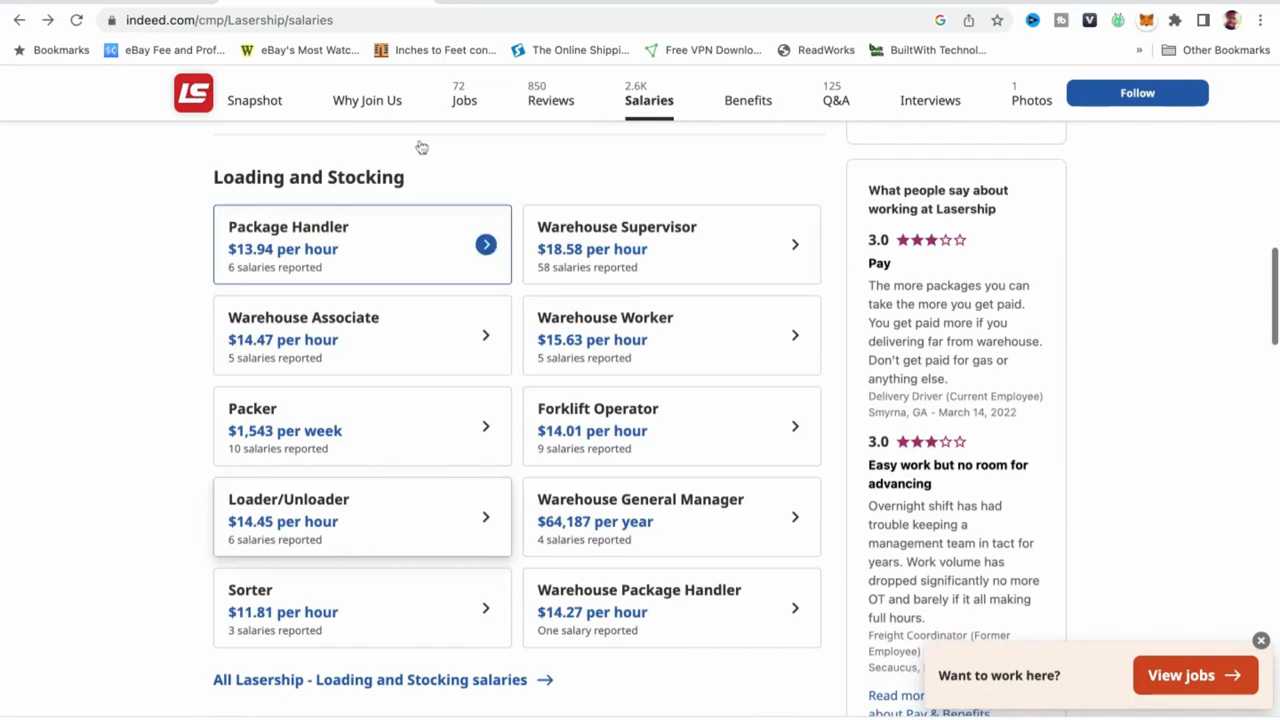 indeed.com/cmp/Lasership/salaries
Bookmarks
eBay Fee and Prof...
eBay's Most Watc...
Inches to Feet con...
The Online Shippi...
Free VPN Downlo...
ReadWorks
BuiltWith Technol...
»
Other Bookmarks
LS
Snapshot
Why Join Us
72
Jobs
850
Reviews
2.6K
Salaries
Benefits
125
Q&A
Interviews
1
Photos
Follow
Loading and Stocking
Package Handler
$13.94 per hour
6 salaries reported
Warehouse Supervisor
$18.58 per hour
58 salaries reported
Warehouse Associate
$14.47 per hour
5 salaries reported
Warehouse Worker
$15.63 per hour
5 salaries reported
Packer
$1,543 per week
10 salaries reported
Forklift Operator
$14.01 per hour
9 salaries reported
Loader/Unloader
$14.45 per hour
6 salaries reported
Warehouse General Manager
$64,187 per year
4 salaries reported
Sorter
$11.81 per hour
3 salaries reported
Warehouse Package Handler
$14.27 per hour
One salary reported
All Lasership - Loading and Stocking salaries
What people say about
working at Lasership
3.0
Pay
The more packages you can
take the more you get paid.
You get paid more if you
delivering far from warehouse.
Don't get paid for gas or
anything else.
Delivery Driver (Current Employee)
Smyrna, GA - March 14, 2022
3.0
Easy work but no room for
advancing
Overnight shift has had
trouble keeping a
management team in tact for
years. Work volume has
dropped significantly no more
OT and barely if it all making
full hours.
Freight Coordinator (Former
Employee)
Secaucus,
Read mor
about Pay & Benefits
Want to work here?
View jobs